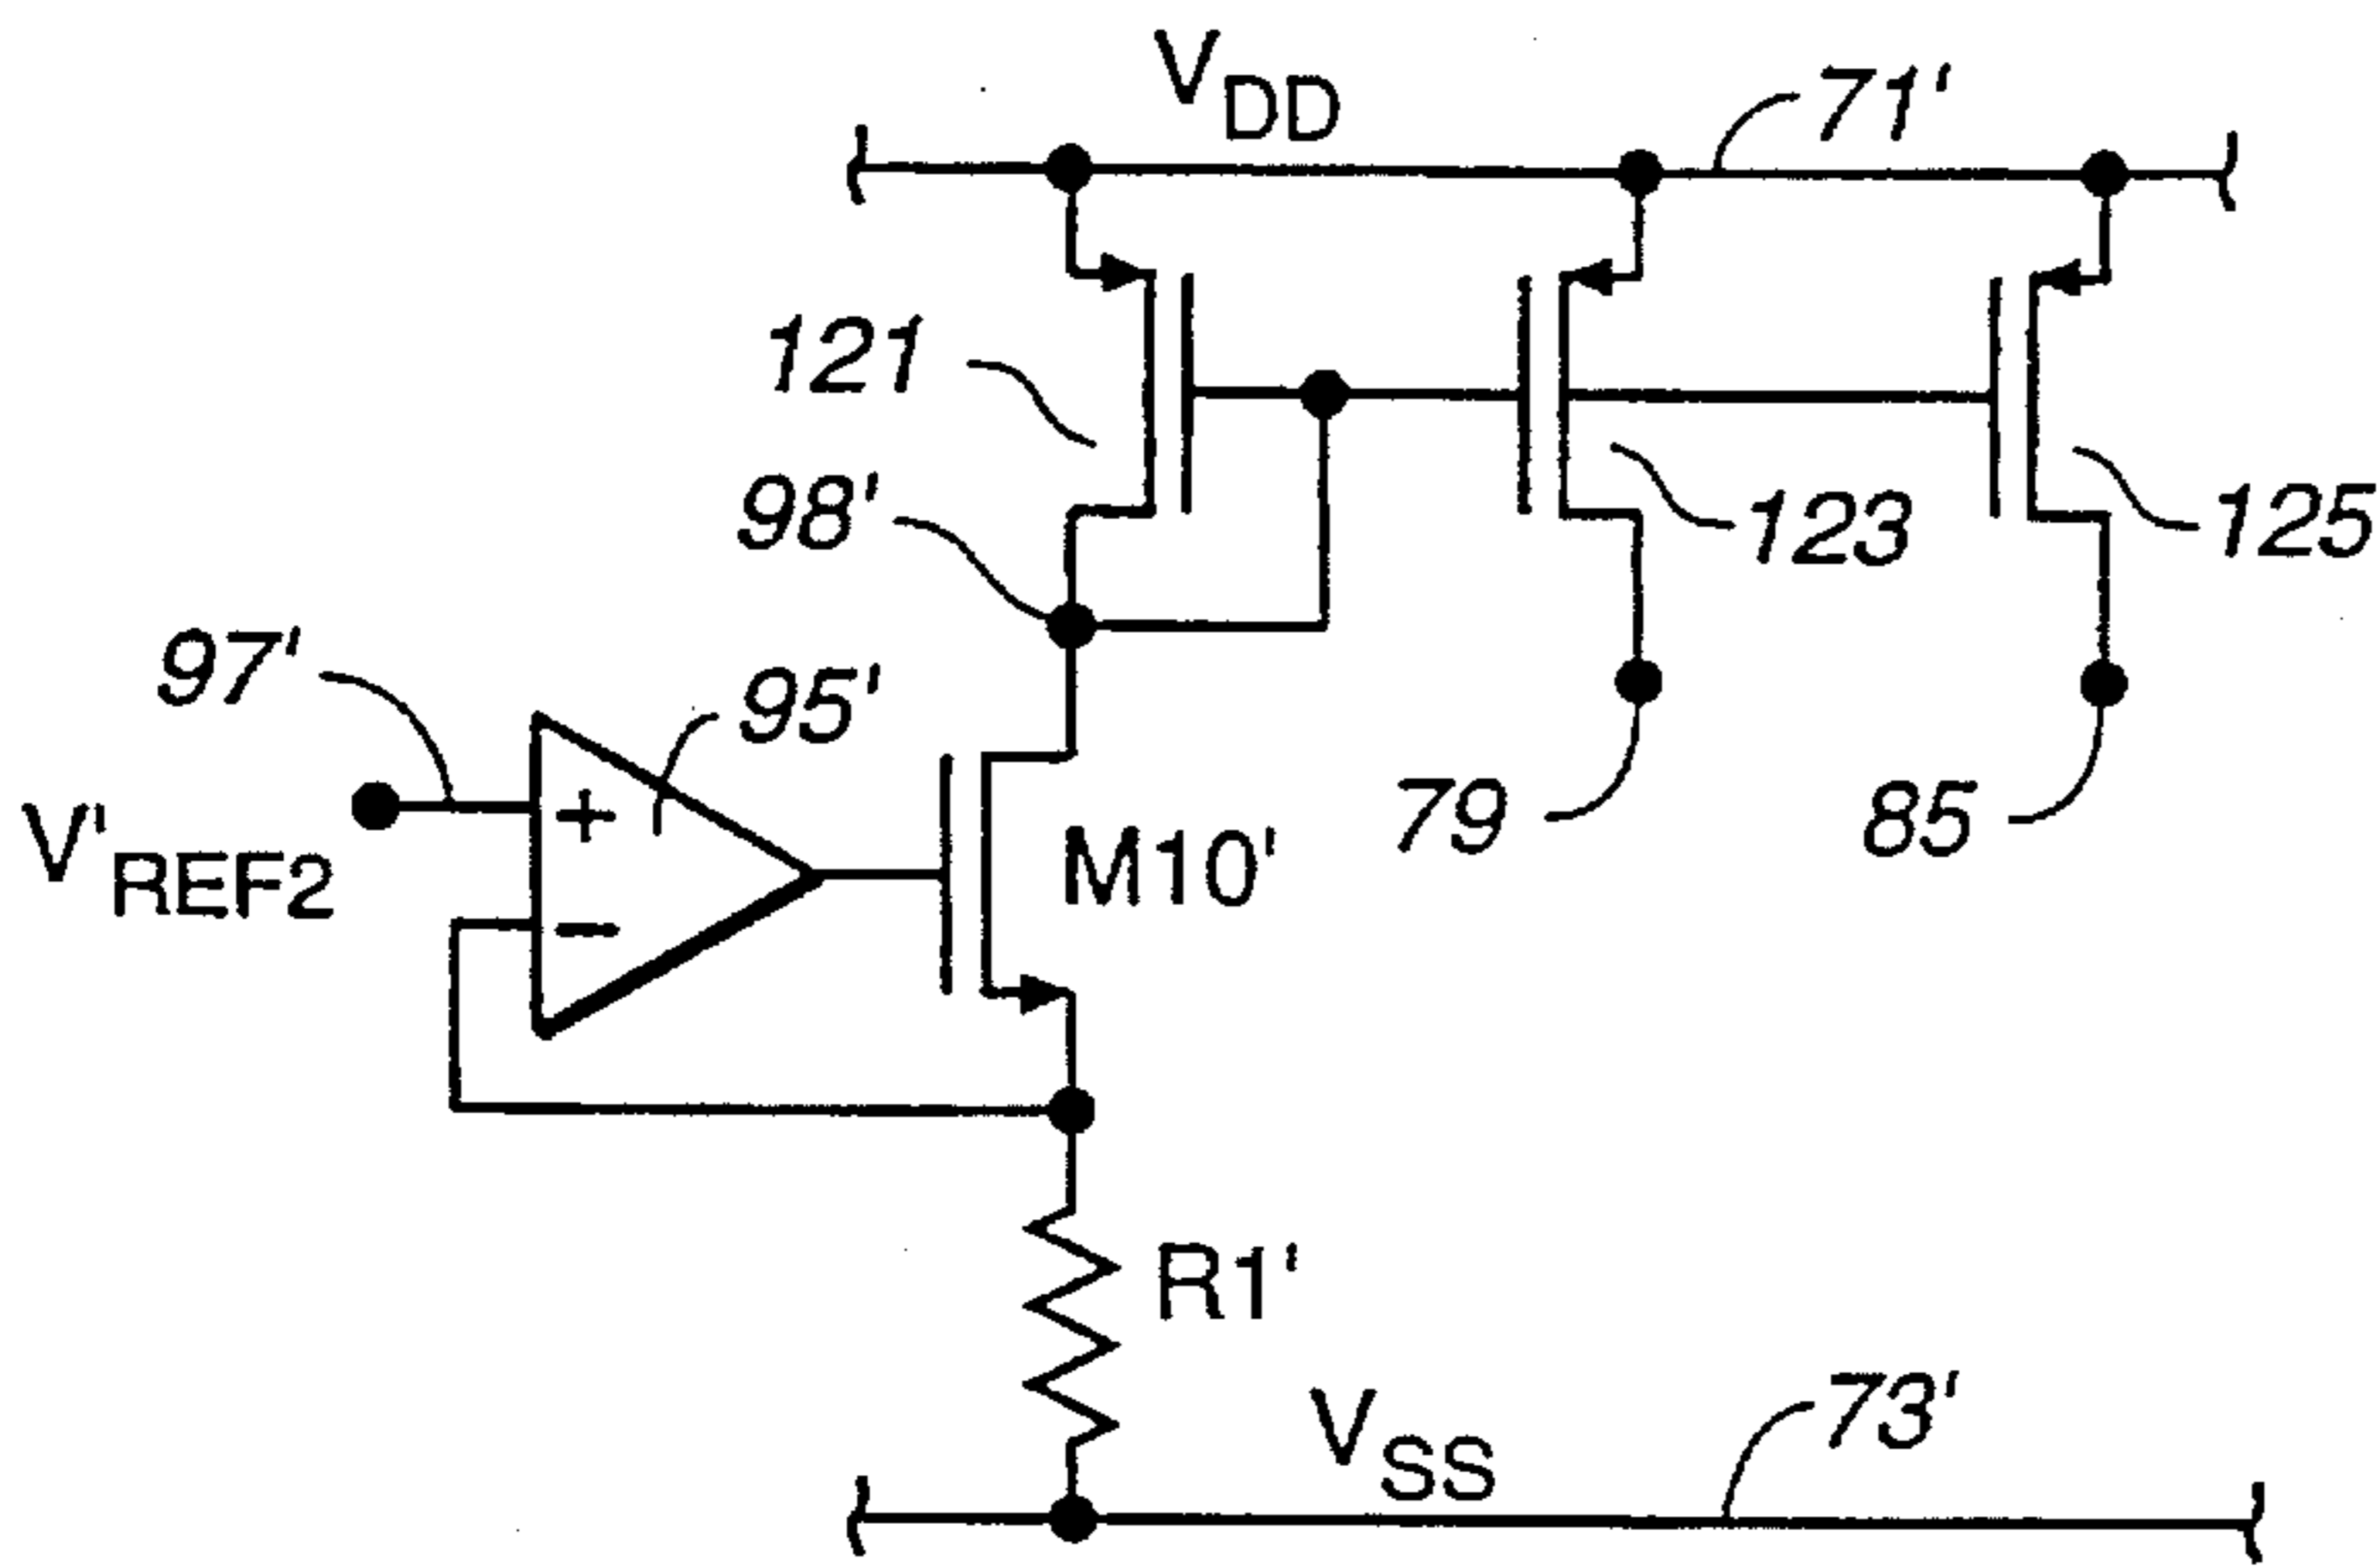 V_DD
71'
121
98'
123
125
97'
95'
V'_REF2
+
−
M10'
79
85
R1'
V_SS
73'